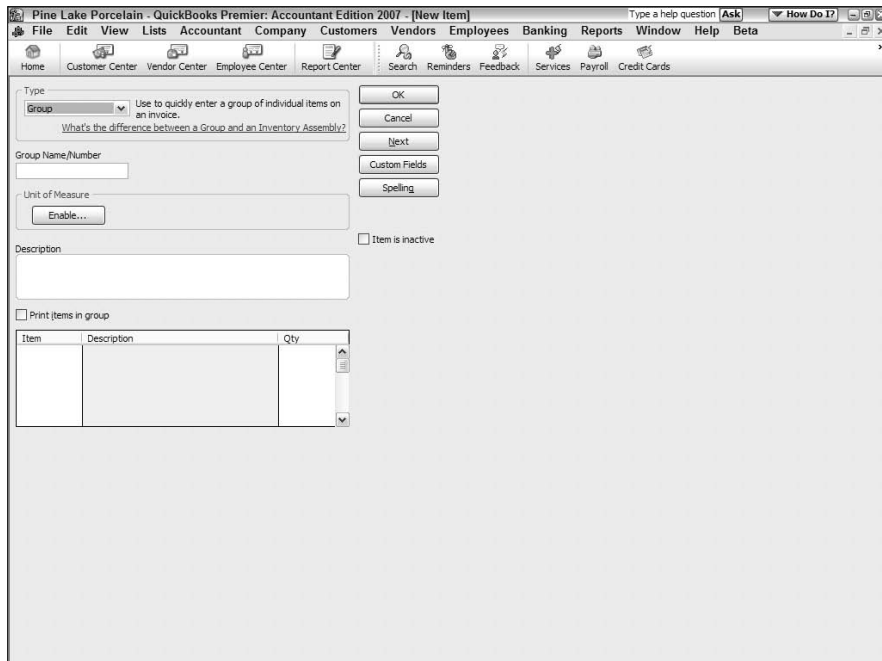 Pine Lake Porcelain - QuickBooks Premier: Accountant Edition 2007 - [New Item]
Type a help question Ask
How Do I?
File Edit View Lists Accountant Company Customers Vendors Employees Banking Reports Window Help Beta
Home Customer Center Vendor Center Employee Center Report Center Search Reminders Feedback Services Payroll Credit Cards
Type
Group
Use to quickly enter a group of individual items on
an invoice.
What's the difference between a Group and an Inventory Assembly?
OK
Cancel
Next
Custom Fields
Spelling
Group Name/Number
Unit of Measure
Enable...
Item is inactive
Description
Print items in group
Item Description Qty